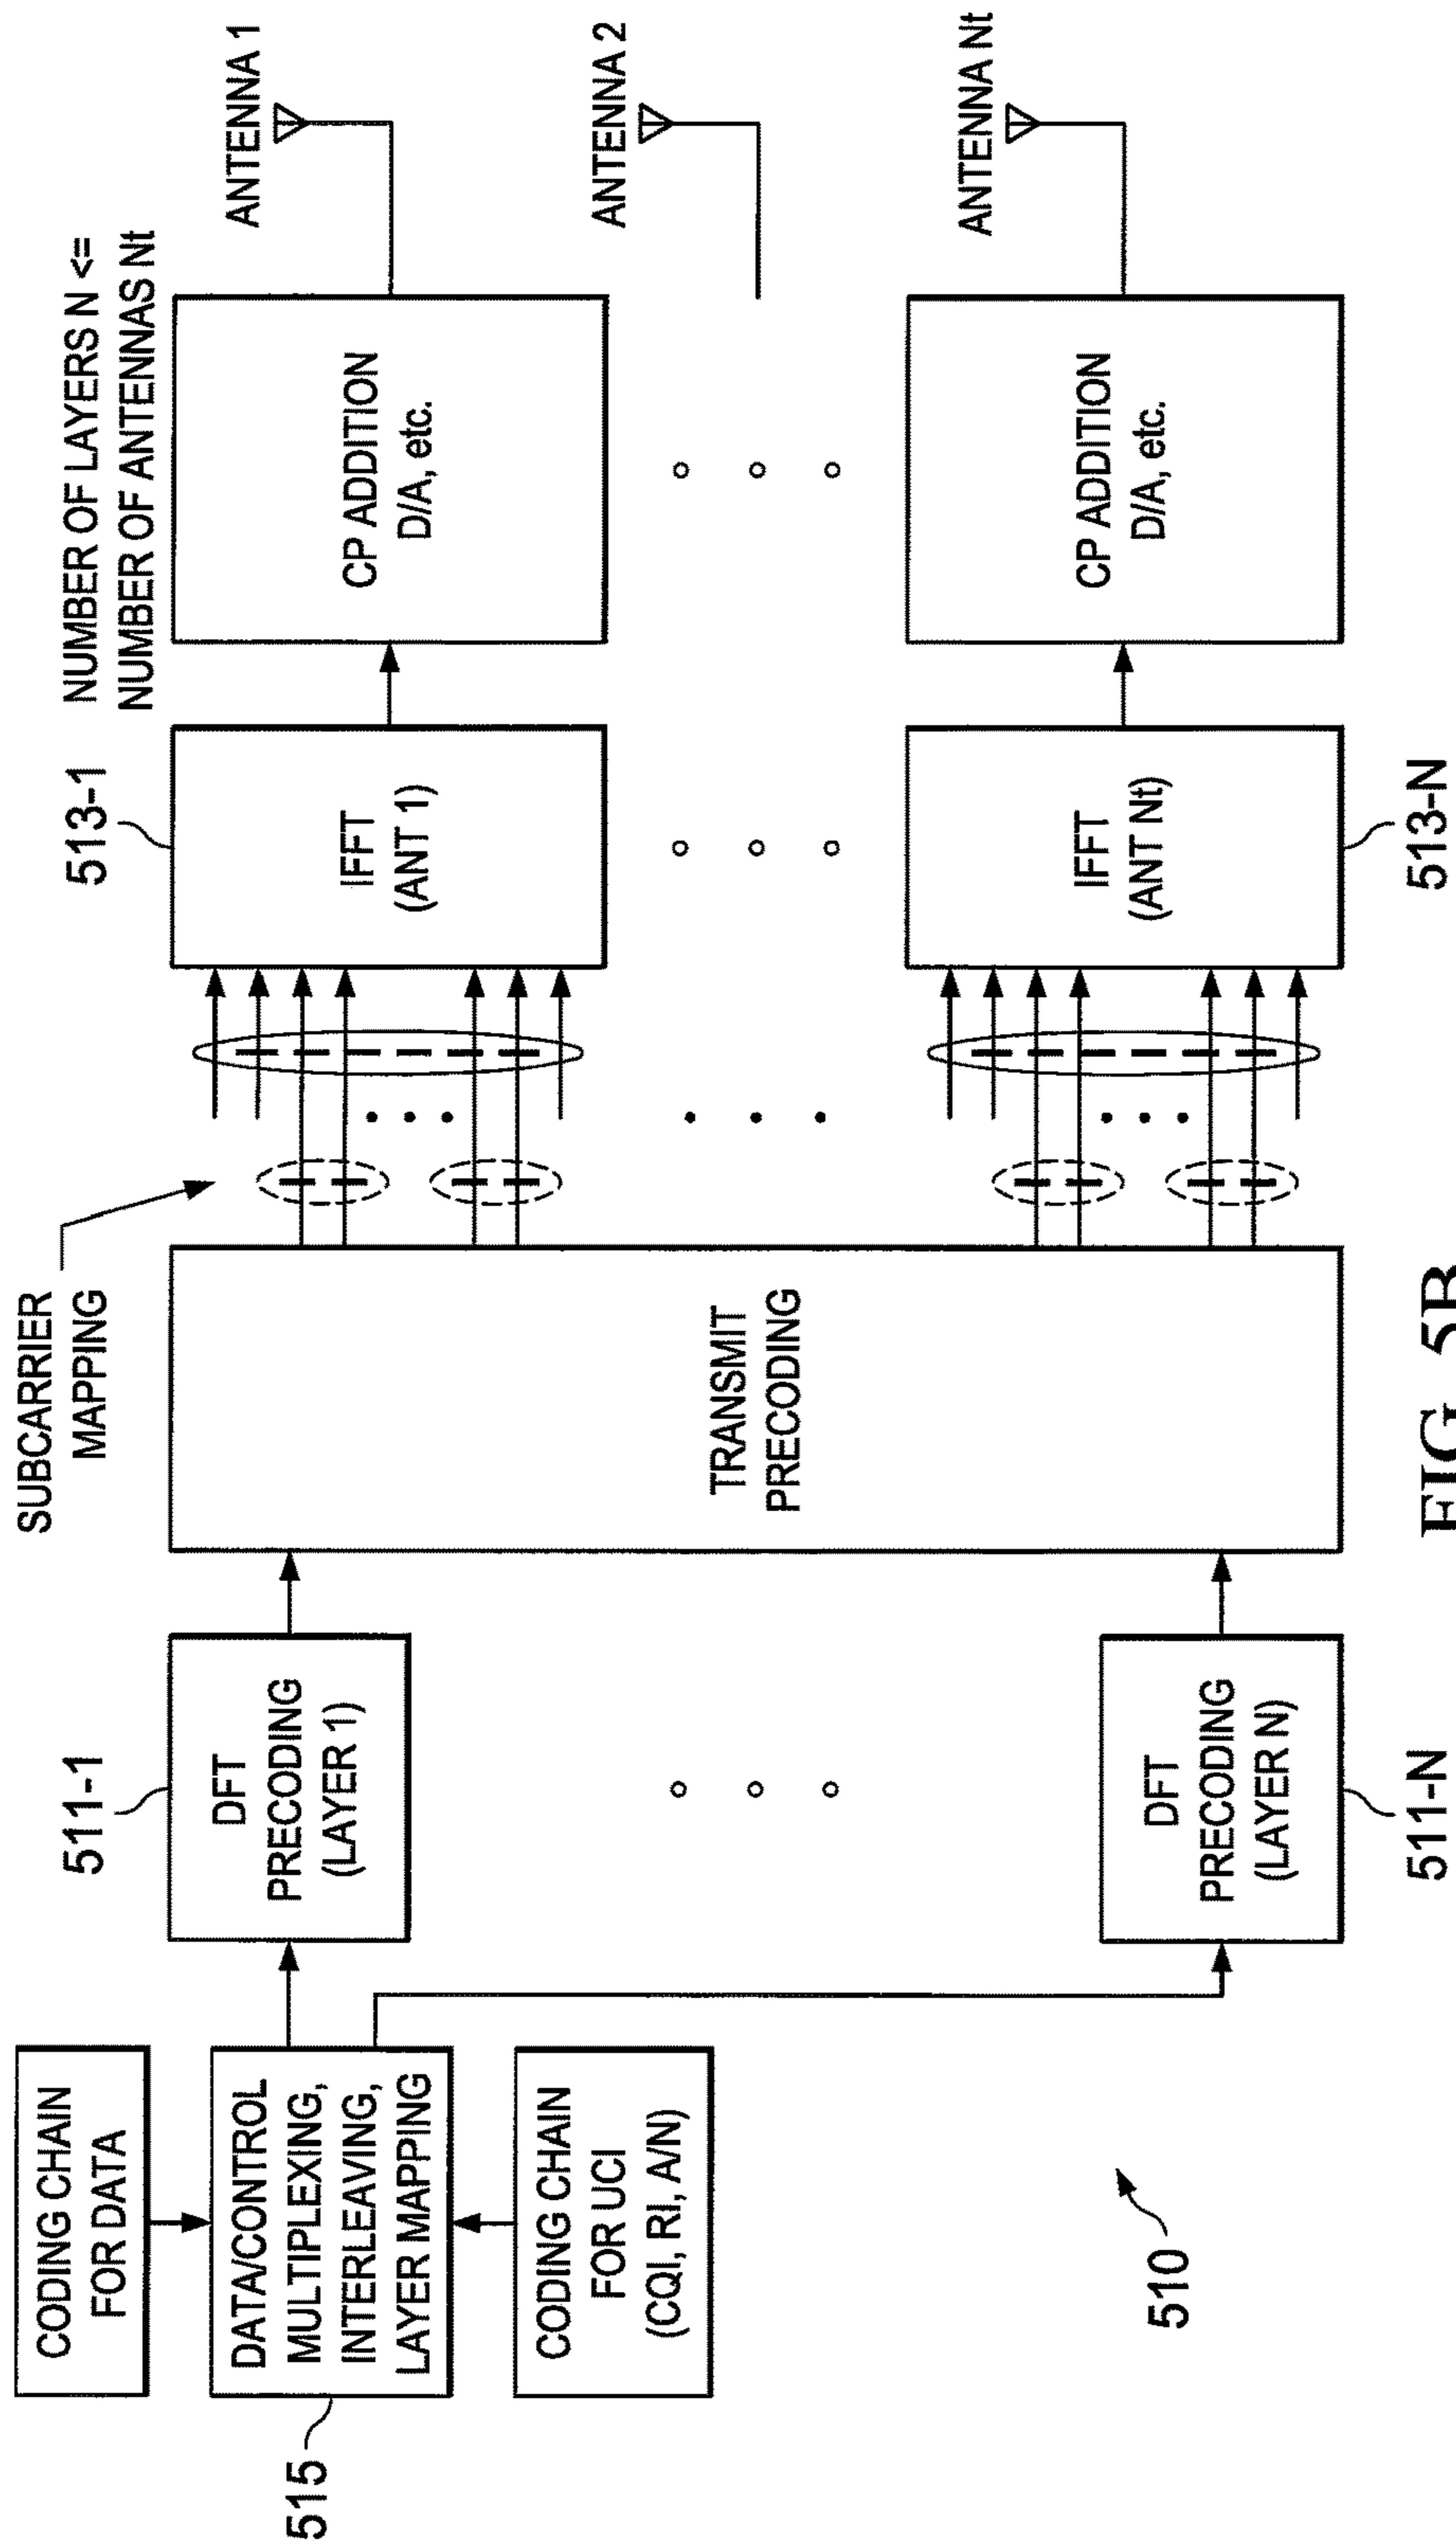 CODING CHAIN
FOR DATA
515
DATA/CONTROL
MULTIPLEXING,
INTERLEAVING,
LAYER MAPPING
CODING CHAIN
FOR UCI
(CQI, RI, A/N)
510
511-1
DFT
PRECODING
(LAYER 1)
DFT
PRECODING
(LAYER N)
511-N
SUBCARRIER
MAPPING
TRANSMIT
PRECODING
513-1
IFFT
(ANT 1)
IFFT
(ANT Nt)
513-N
NUMBER OF LAYERS N <=
NUMBER OF ANTENNAS Nt
CP ADDITION
D/A, etc.
CP ADDITION
D/A, etc.
ANTENNA 1
ANTENNA 2
ANTENNA Nt
FIG. 5B